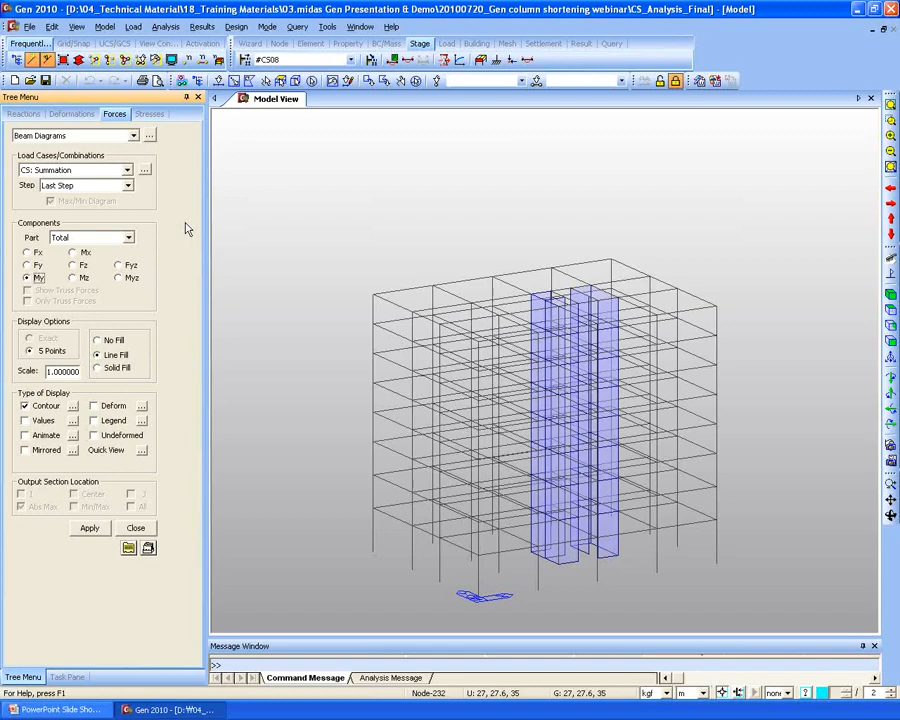 Gen 2010 - [D:\04_Technical Material\18_Training Materials\03.midas Gen Presentation & Demo\20100720_Gen column shortening webinar\CS_Analysis_Final] - [Model]
File Edit View Model Load Analysis Results Design Mode Query Tools Window Help
Frequentl... Grid/Snap UCS/GCS View Con... Activation Wizard Node Element Property BC/Mass Stage Load Building Mesh Settlement Result Query
#CS08
Tree Menu
Model View
Reactions Deformations Forces Stresses
Beam Diagrams ...
Load Cases/Combinations
CS: Summation ...
Step Last Step
Max/Min Diagram
Components
Part Total
Fx Mx
Fy Fz Fyz
My Mz Myz
Show Truss Forces
Only Truss Forces
Display Options
Exact
5 Points
No Fill
Line Fill
Solid Fill
Scale: 1.000000
Type of Display
Contour ... Deform ...
Values ... Legend ...
Animate ... Undeformed
Mirrored ... Quick View ...
Output Section Location
I Center J
Abs Max Min/Max All
Apply Close
Message Window
>>
Tree Menu Task Pane
Command Message Analysis Message
For Help, press F1
Node-232 U: 27, 27.6, 35 G: 27, 27.6, 35 kgf m none ? / 2
PowerPoint Slide Sho... Gen 2010 - [D:\04_...